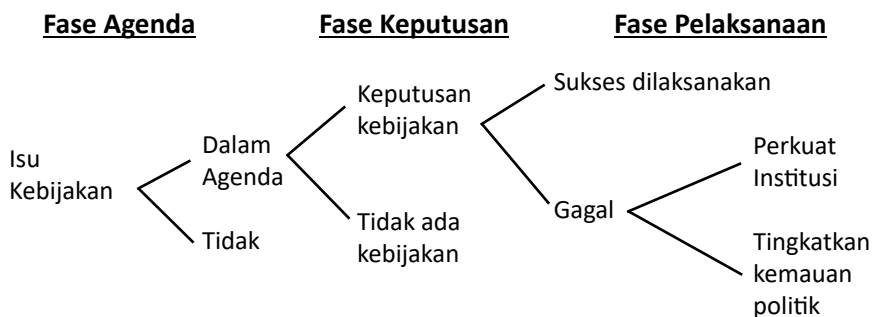 Fase Agenda
Fase Keputusan
Fase Pelaksanaan
Isu
Kebijakan
Dalam
Agenda
Tidak
Keputusan
kebijakan
Tidak ada
kebijakan
Sukses dilaksanakan
Gagal
Perkuat
Institusi
Tingkatkan
kemauan
politik